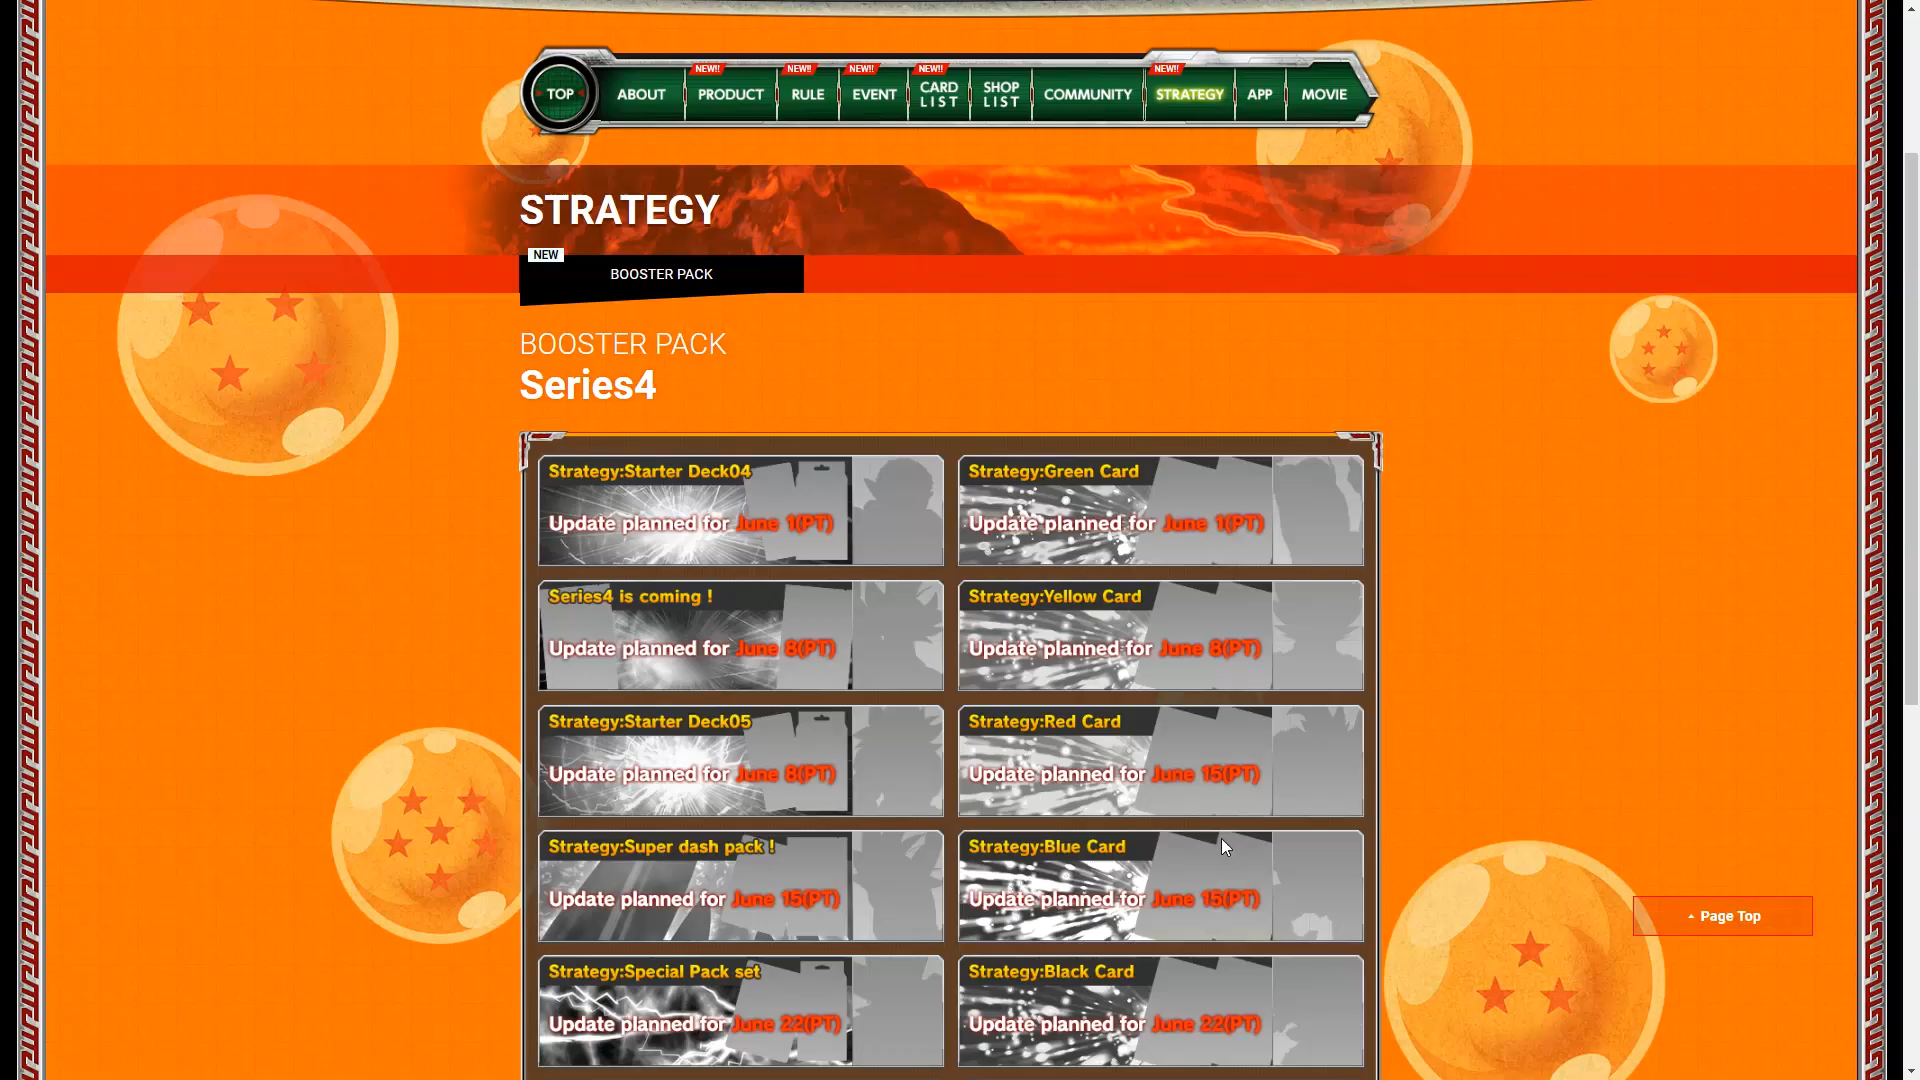 TOP
ABOUT
NEW!!
PRODUCT
NEW!!
RULE
NEW!!
EVENT
NEW!!
CARD
LIST
SHOP
LIST
COMMUNITY
NEW!!
STRATEGY
APP
MOVIE
STRATEGY
NEW
BOOSTER PACK
BOOSTER PACK
Series4
Strategy:Starter Deck04
Update planned for June 1(PT)
Strategy:Green Card
Update planned for June 1(PT)
Series4 is coming !
Update planned for June 8(PT)
Strategy:Yellow Card
Update planned for June 8(PT)
Strategy:Starter Deck05
Update planned for June 8(PT)
Strategy:Red Card
Update planned for June 15(PT)
Strategy:Super dash pack !
Update planned for June 15(PT)
Strategy:Blue Card
Update planned for June 15(PT)
Strategy:Special Pack set
Update planned for June 22(PT)
Strategy:Black Card
Update planned for June 22(PT)
Page Top